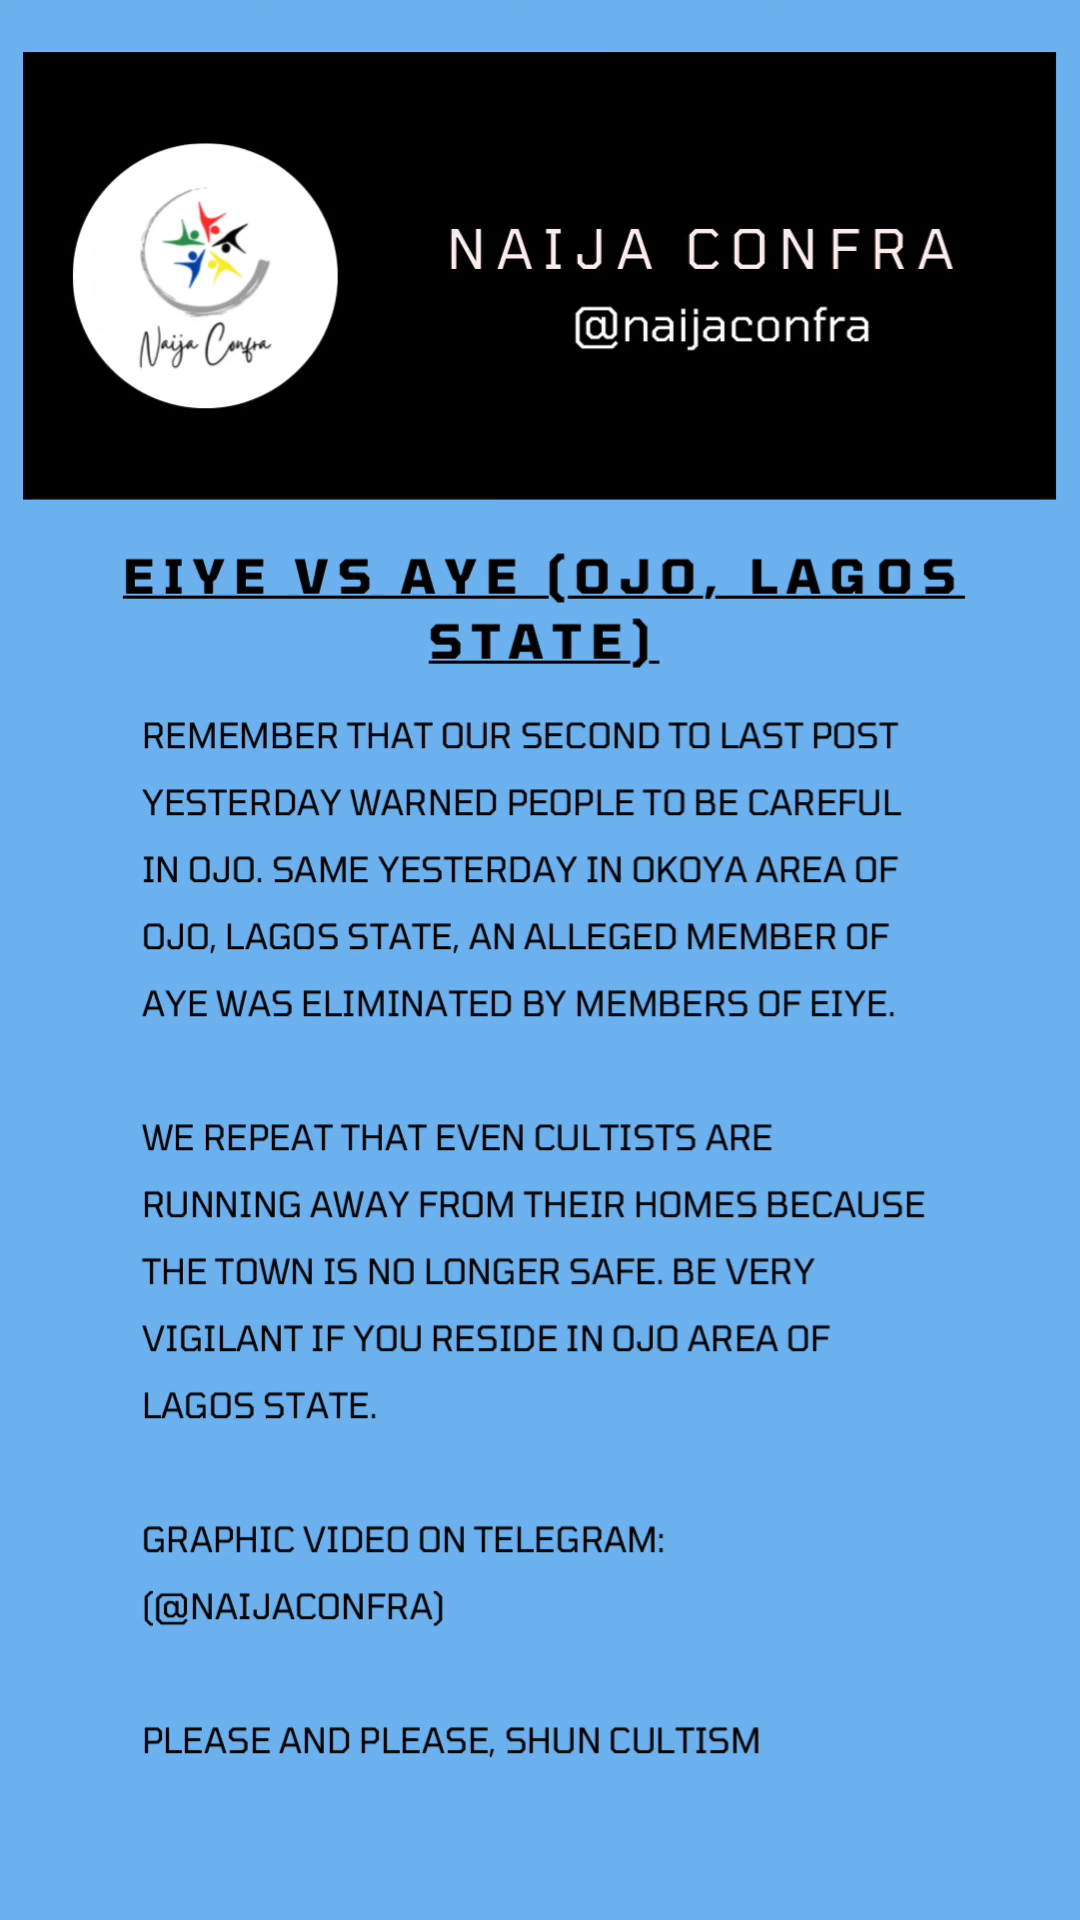 Naija Confra
NAIJA CONFRA
@naijaconfra
EIYE VS AYE (OJO, LAGOS
STATE)
REMEMBER THAT OUR SECOND TO LAST POST
YESTERDAY WARNED PEOPLE TO BE CAREFUL
IN OJO. SAME YESTERDAY IN OKOYA AREA OF
OJO, LAGOS STATE, AN ALLEGED MEMBER OF
AYE WAS ELIMINATED BY MEMBERS OF EIYE.
WE REPEAT THAT EVEN CULTISTS ARE
RUNNING AWAY FROM THEIR HOMES BECAUSE
THE TOWN IS NO LONGER SAFE. BE VERY
VIGILANT IF YOU RESIDE IN OJO AREA OF
LAGOS STATE.
GRAPHIC VIDEO ON TELEGRAM:
(@NAIJACONFRA)
PLEASE AND PLEASE, SHUN CULTISM